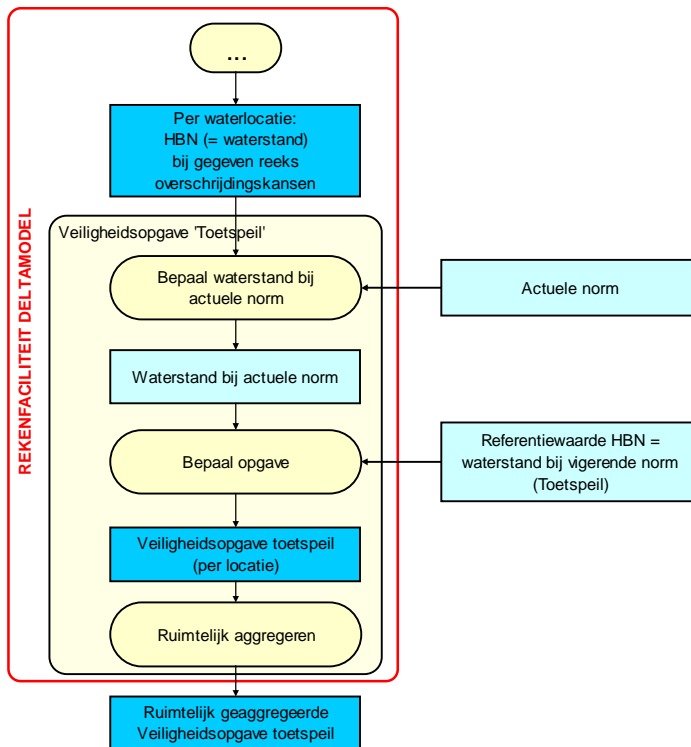 ...
Per waterlocatie:
HBN (= waterstand)
bij gegeven reeks
overschrijdingskansen
REKENFACILITEIT DELTAMODEL
Veiligheidsopgave 'Toetspeil'
Bepaal waterstand bij
actuele norm
Actuele norm
Waterstand bij actuele norm
Bepaal opgave
Referentiewaarde HBN =
waterstand bij vigerende norm
(Toetspeil)
Veiligheidsopgave toetspeil
(per locatie)
Ruimtelijk aggregeren
Ruimtelijk geaggregeerde
Veiligheidsopgave toetspeil